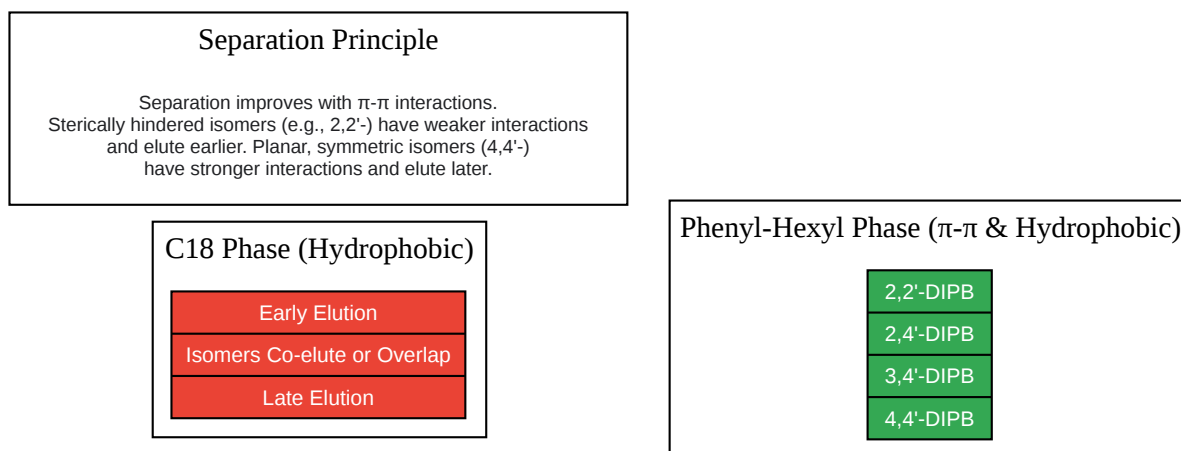 Separation Principle
Separation improves with π-π interactions.
Sterically hindered isomers (e.g., 2,2'-) have weaker interactions
and elute earlier. Planar, symmetric isomers (4,4'-)
have stronger interactions and elute later.
C18 Phase (Hydrophobic)
Early Elution
Isomers Co-elute or Overlap
Late Elution
Phenyl-Hexyl Phase (π-π & Hydrophobic)
2,2'-DIPB
2,4'-DIPB
3,4'-DIPB
4,4'-DIPB